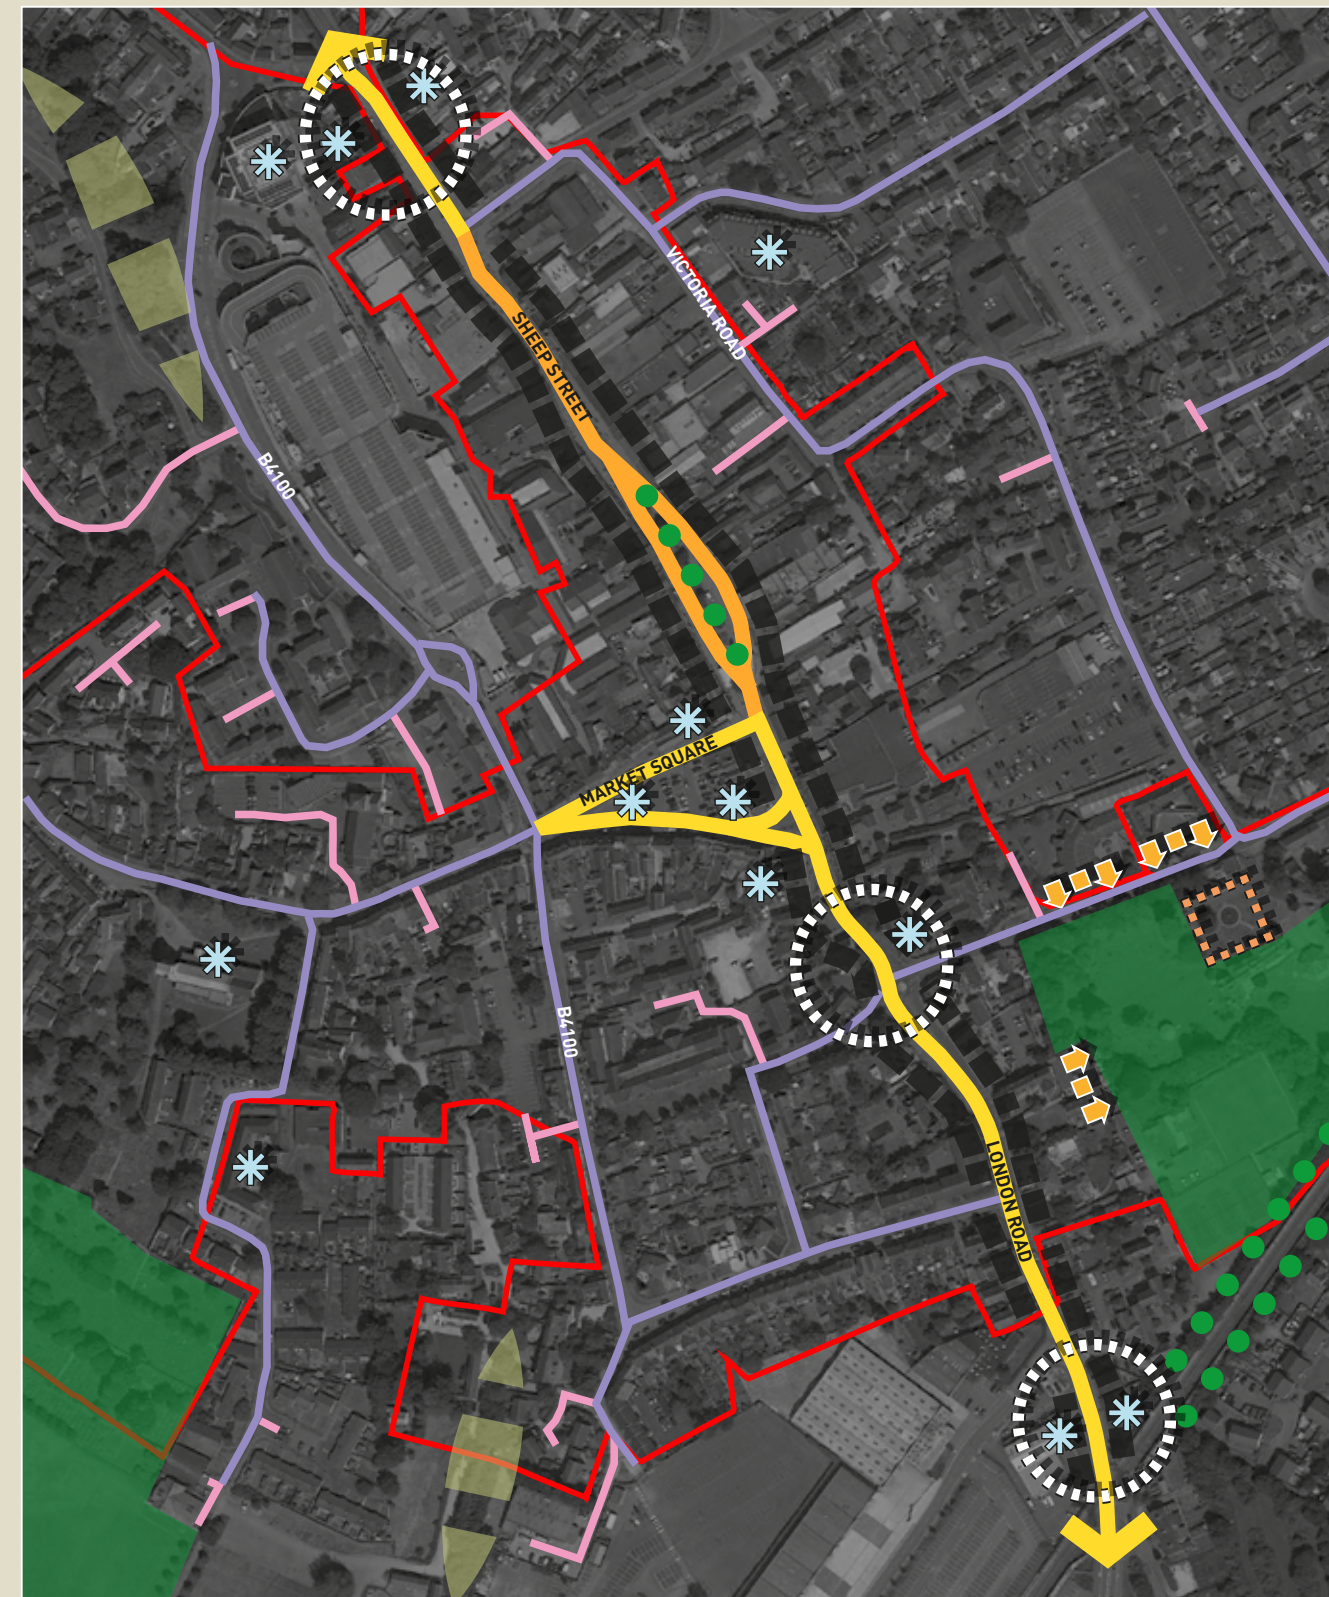 VICTORIA ROAD
SHEEP STREET
B4100
MARKET SQUARE
B4100
LONDON ROAD